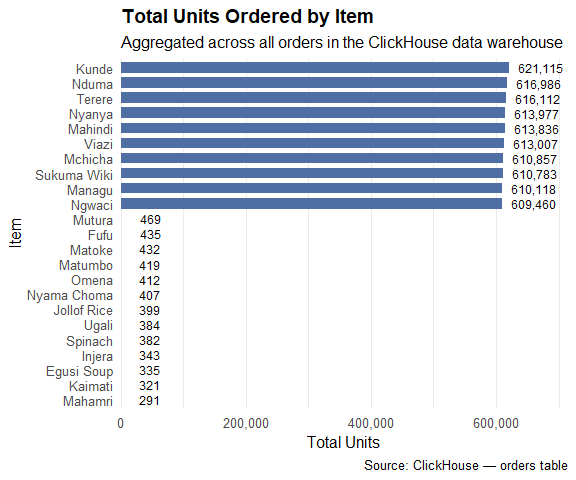 Total Units Ordered by Item
Aggregated across all orders in the ClickHouse data warehouse
Item
Kunde 621,115
Nduma 616,986
Terere 616,112
Nyanya 613,977
Mahindi 613,836
Viazi 613,007
Mchicha 610,857
Sukuma Wiki 610,783
Managu 610,118
Ngwaci 609,460
Mutura 469
Fufu 435
Matoke 432
Matumbo 419
Omena 412
Nyama Choma 407
Jollof Rice 399
Ugali 384
Spinach 382
Injera 343
Egusi Soup 335
Kaimati 321
Mahamri 291
0 200,000 400,000 600,000
Total Units
Source: ClickHouse — orders table